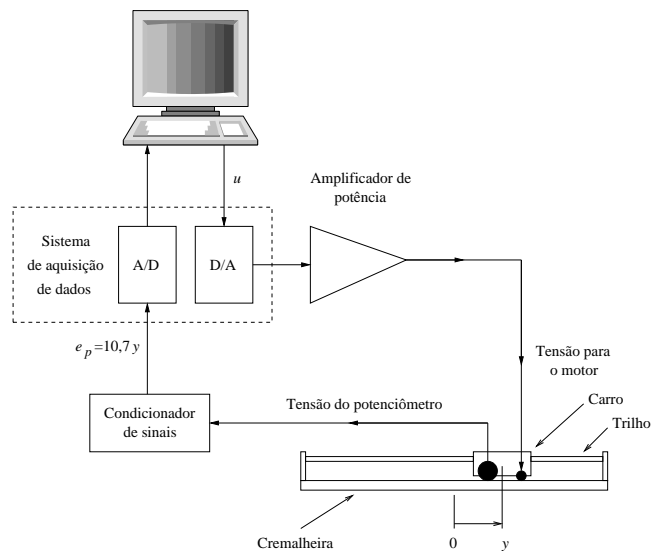 u
Amplificador de
potência
Sistema
de aquisição
de dados
A/D
D/A
e_p=10,7 y
Tensão para
o motor
Condicionador
de sinais
Tensão do potenciômetro
Carro
Trilho
Cremalheira
0
y